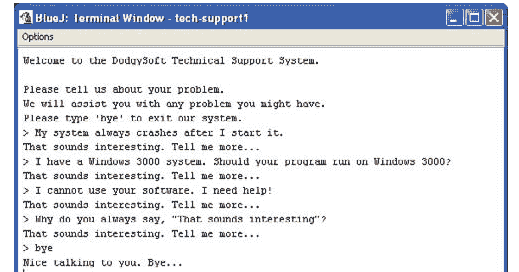 BlueJ: Terminal Window - tech-support1
Options
Welcome to the DodgySoft Technical Support System.
Please tell us about your problem.
We will assist you with any problem you might have.
Please type 'bye' to exit our system.
> My system always crashes after I start it.
That sounds interesting. Tell me more...
> I have a Windows 3000 system. Should your program run on Windows 3000?
That sounds interesting. Tell me more...
> I cannot use your software. I need help!
That sounds interesting. Tell me more...
> Why do you always say, "That sounds interesting"?
That sounds interesting. Tell me more...
> bye
Nice talking to you. Bye...